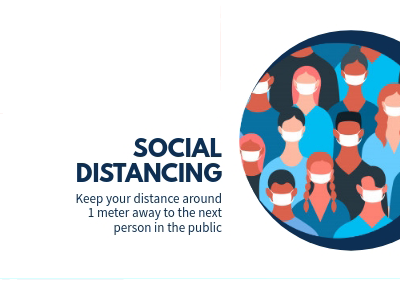 SOCIAL
DISTANCING
Keep your distance around
1 meter away to the next
person in the public